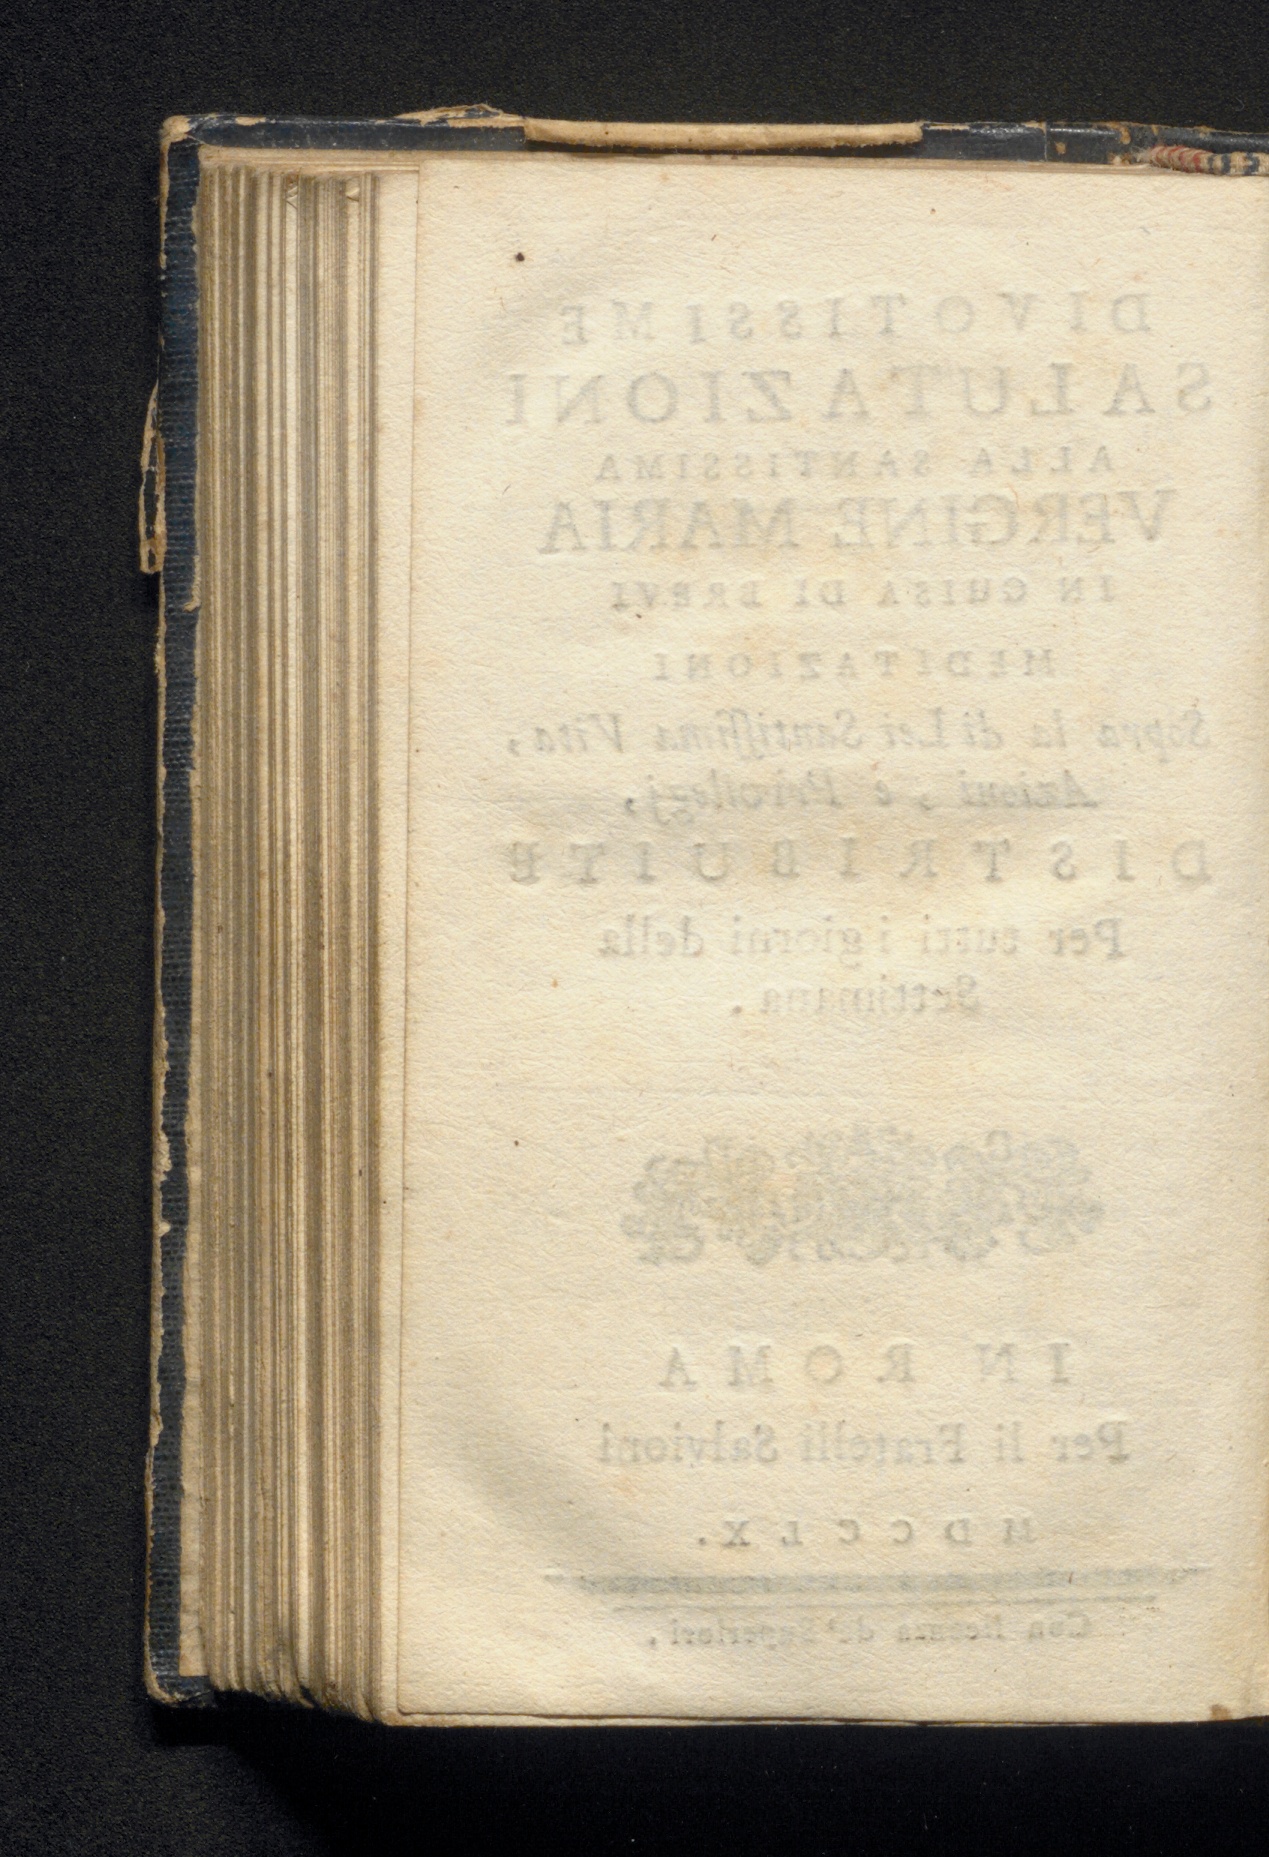 DIVOTISSIME
SALUTAZIONI
ALLA SANTISSIMA
VERGINE MARIA
IN GUISA DI BREVI
MEDITAZIONI
Sopra la di Lei Santissima Vita,
Azioni, e Privilegj,
DISTRIBUITE
Per tutti i giorni della
Settimana.
IN ROMA
Per li Fratelli Salvioni
MDCCLX.
Con licenza de' Superiori,